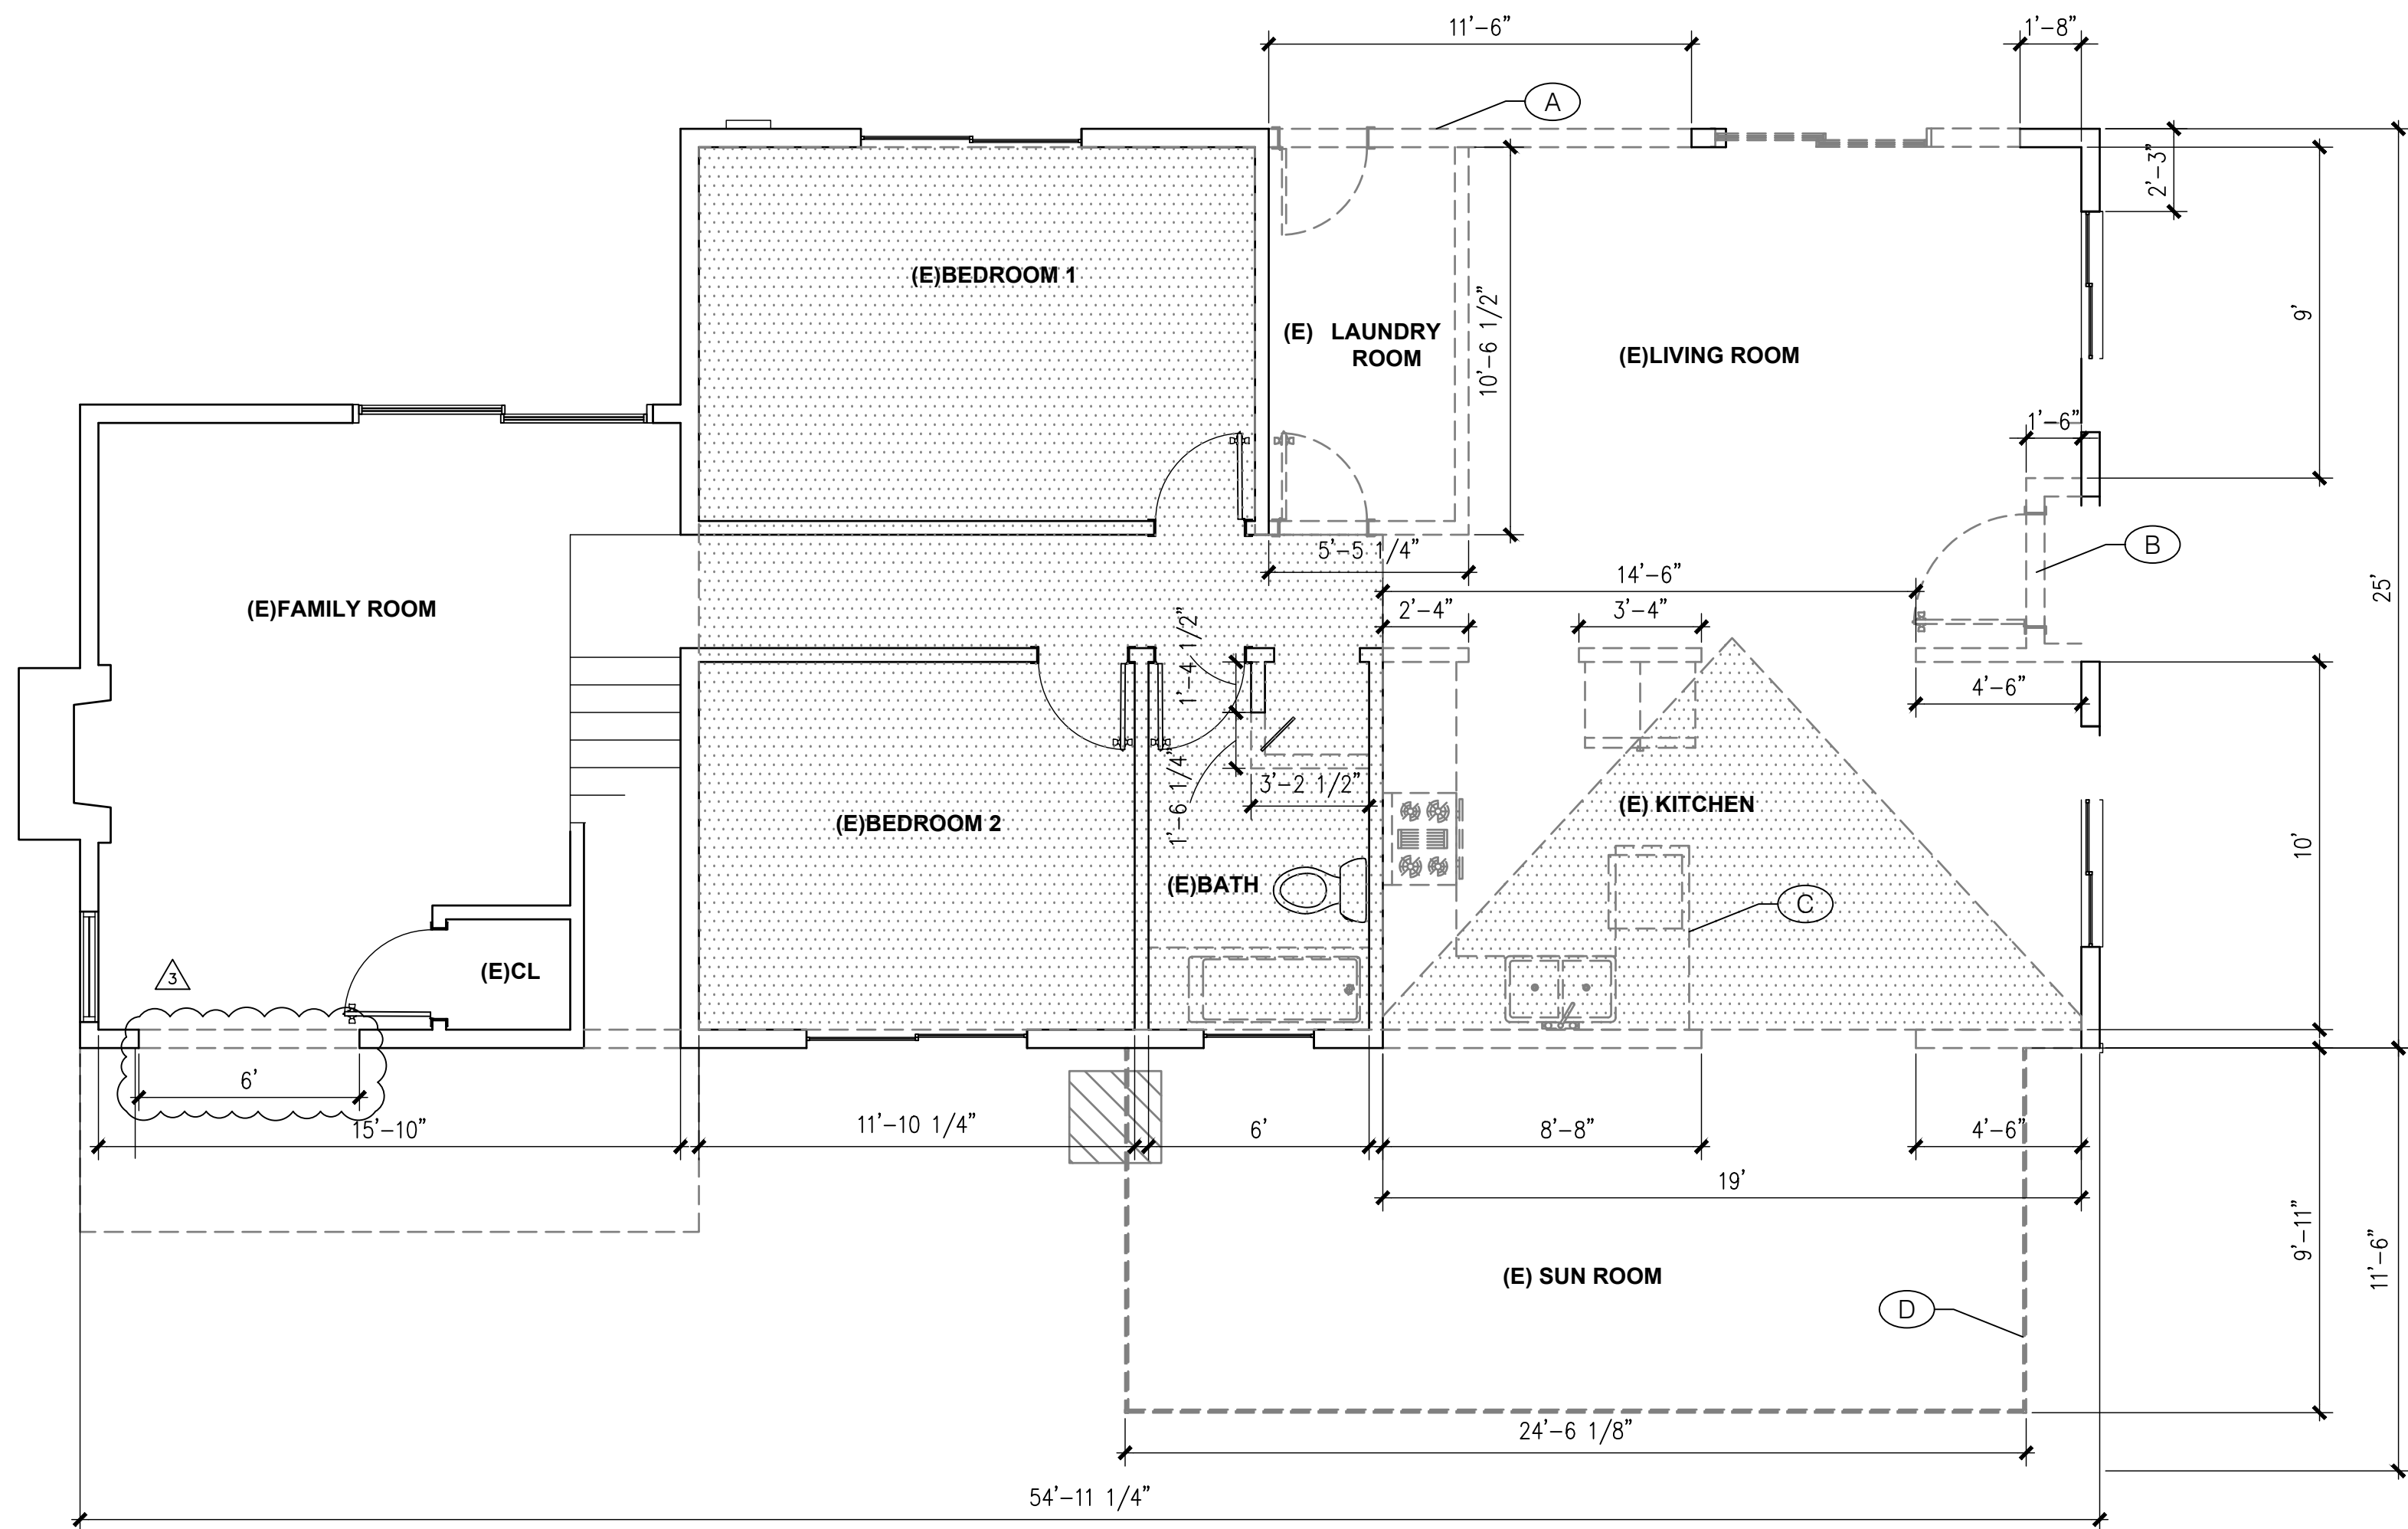 11'-6"
1'-8"
A
2'-3"
(E)BEDROOM 1
(E) LAUNDRY
ROOM
10'-6 1/2"
(E)LIVING ROOM
9'
1'-6"
B
5'-5 1/4"
14'-6"
25'
(E)FAMILY ROOM
2'-4"
3'-4"
1'-4 1/2"
4'-6"
1'-6 1/4"
3'-2 1/2"
(E) KITCHEN
(E)BEDROOM 2
10'
(E)BATH
C
(E)CL
3
6'
15'-10"
11'-10 1/4"
6'
8'-8"
4'-6"
19'
9'-11"
11'-6"
(E) SUN ROOM
D
24'-6 1/8"
54'-11 1/4"